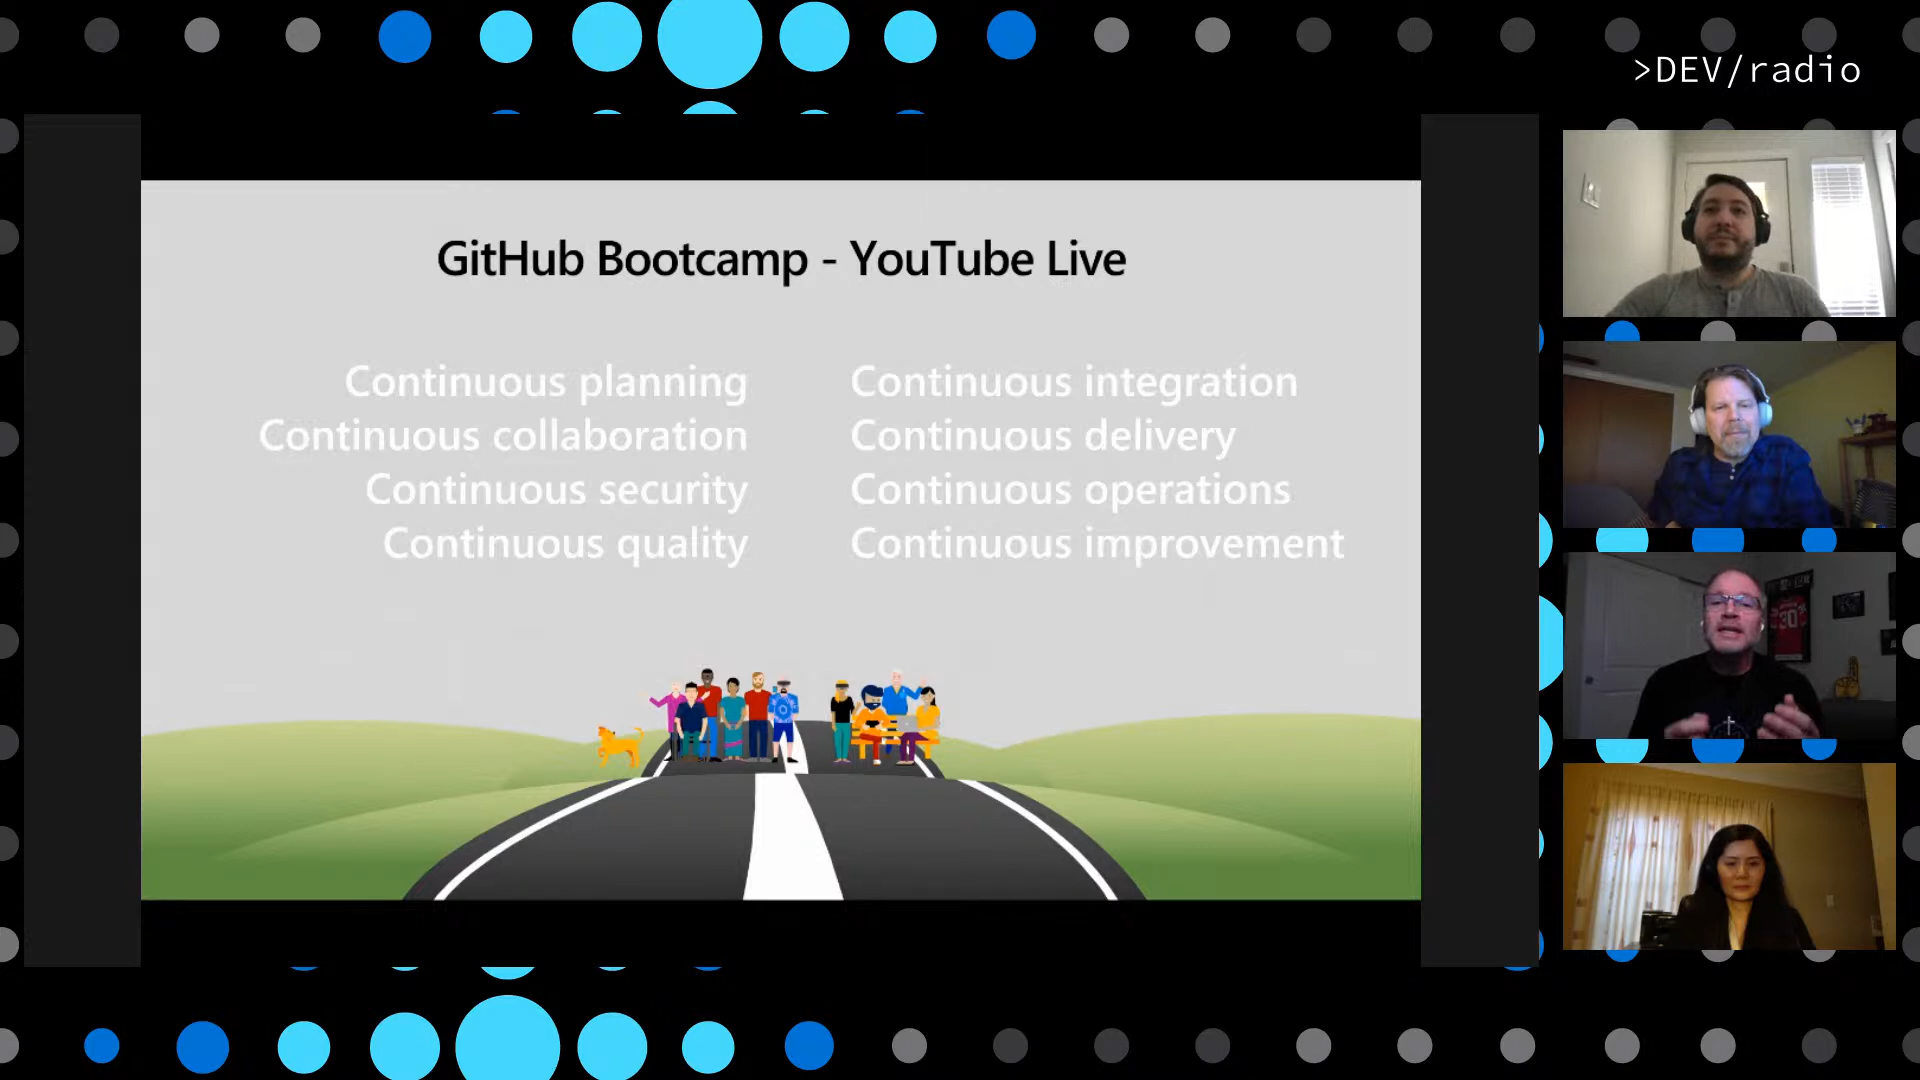 >DEV/radio
GitHub Bootcamp - YouTube Live
Continuous planning
Continuous collaboration
Continuous security
Continuous quality
Continuous integration
Continuous delivery
Continuous operations
Continuous improvement
30